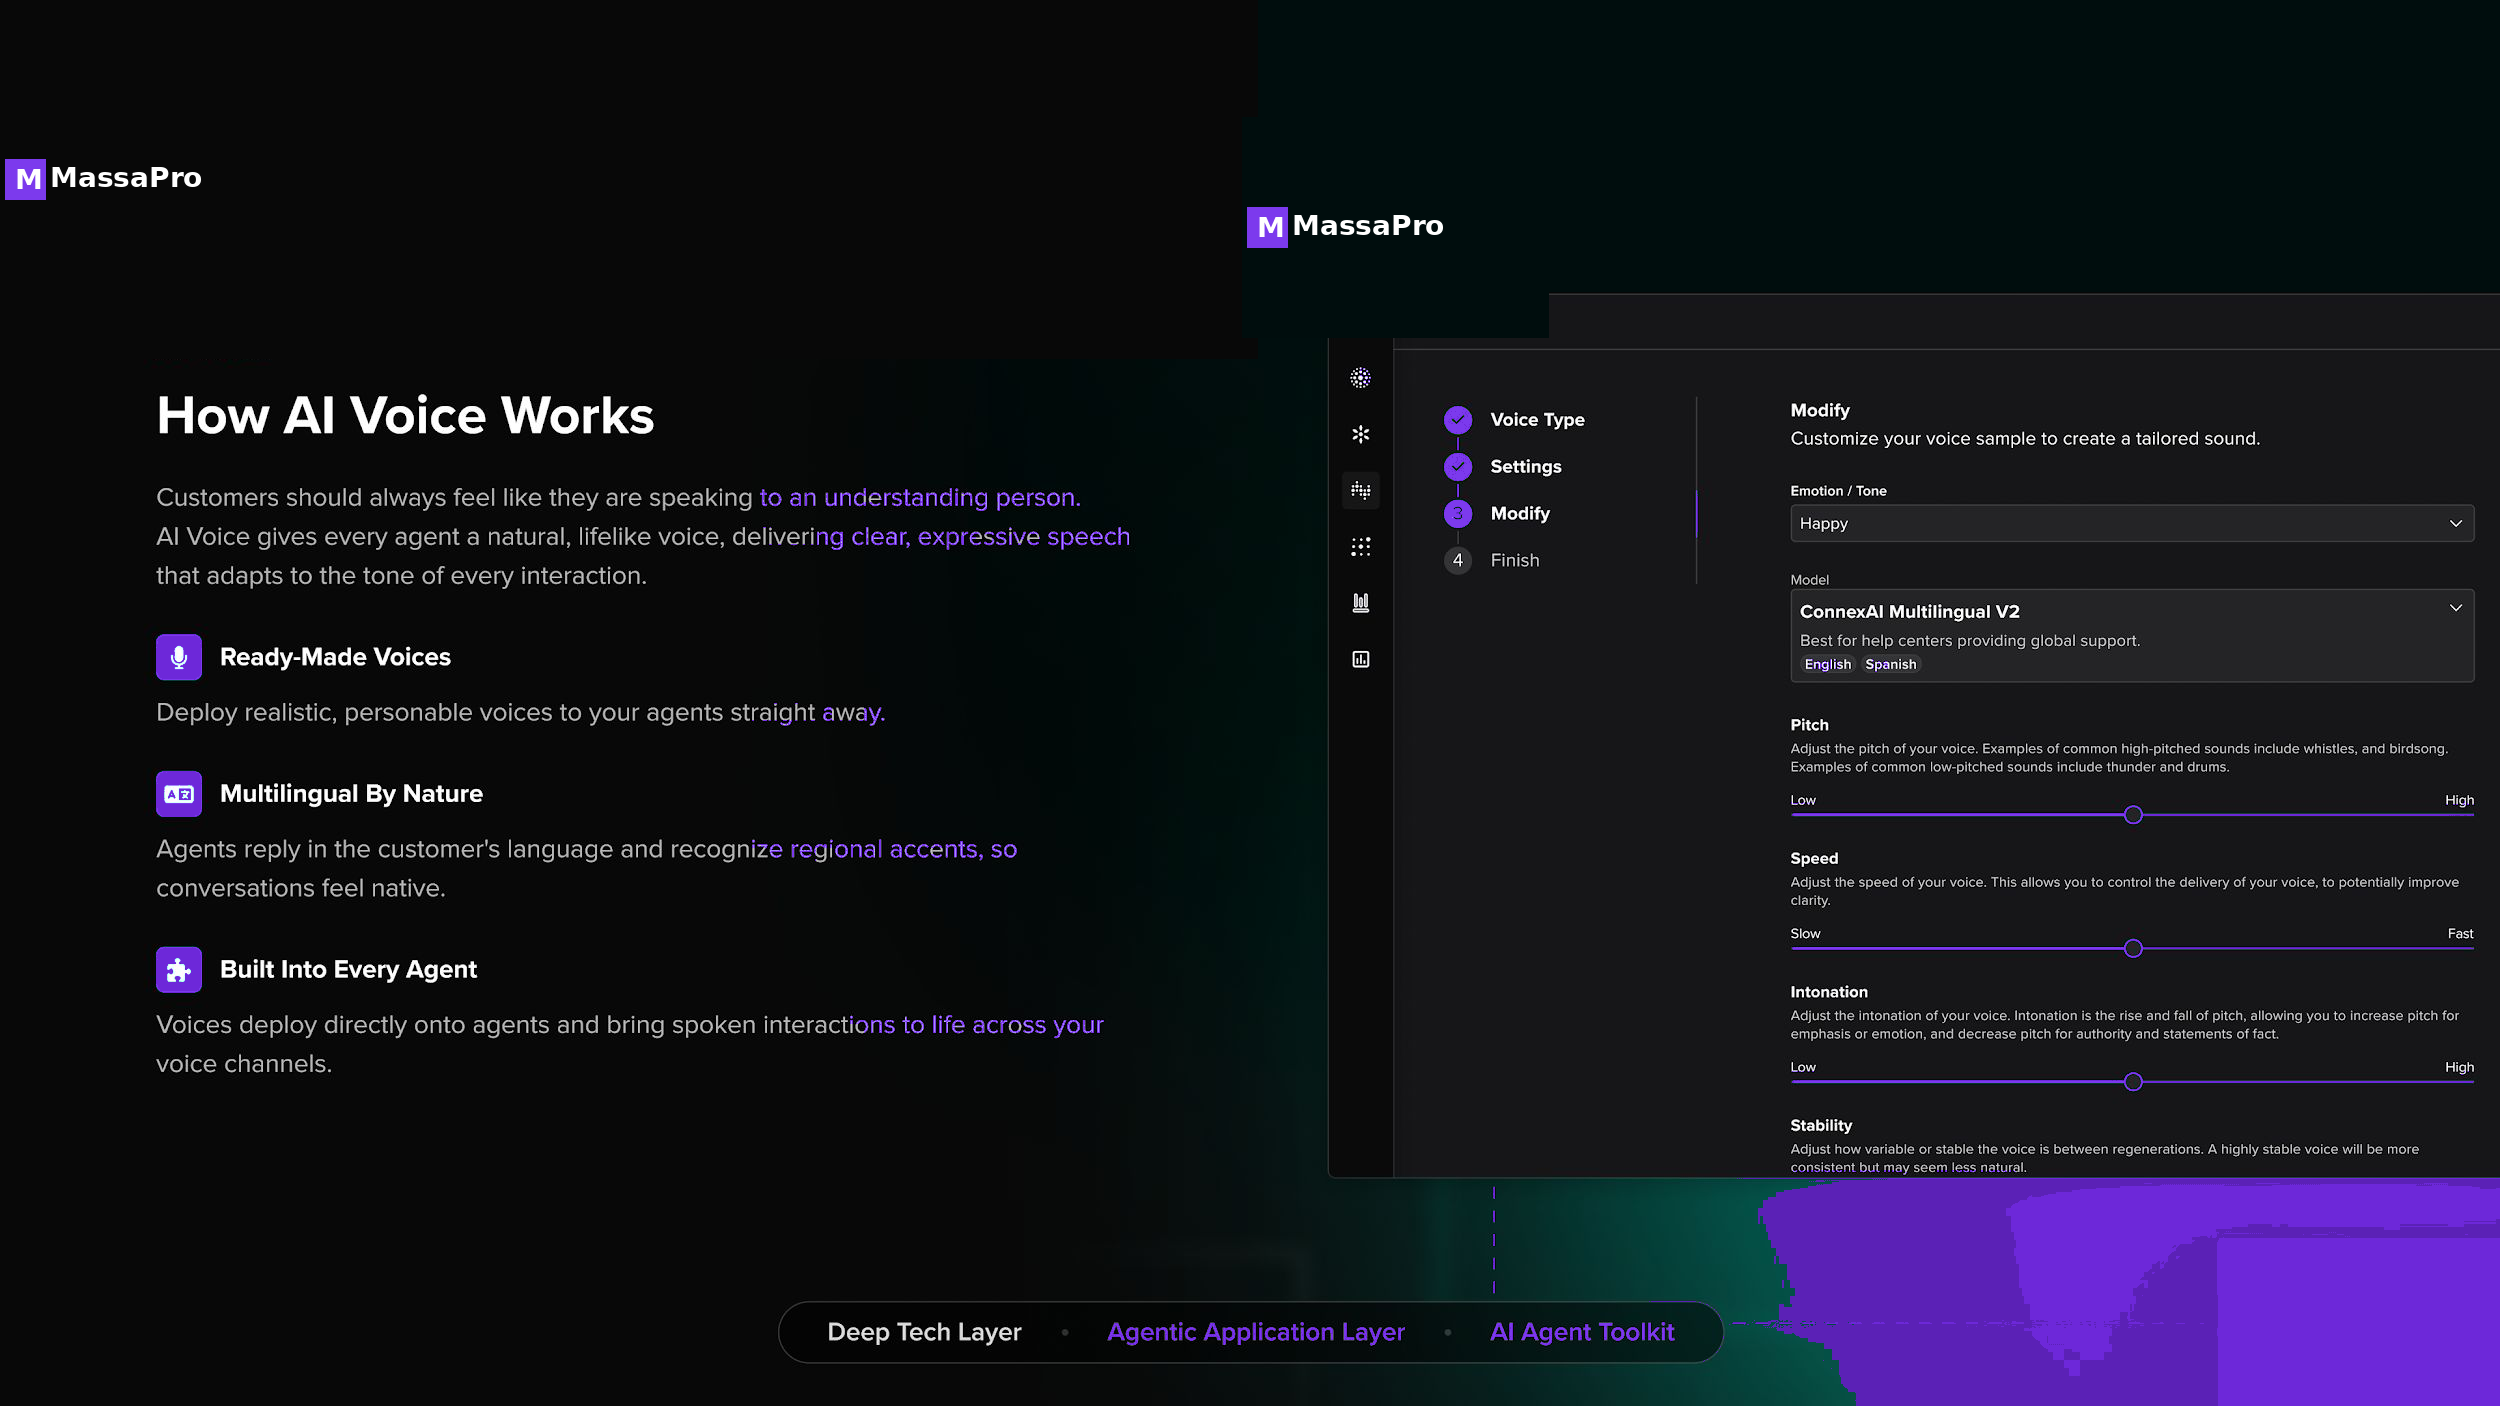 M MassaPro
M MassaPro
How AI Voice Works
Customers should always feel like they are speaking to an understanding person.
AI Voice gives every agent a natural, lifelike voice, delivering clear, expressive speech
that adapts to the tone of every interaction.
Ready-Made Voices
Deploy realistic, personable voices to your agents straight away.
Multilingual By Nature
Agents reply in the customer's language and recognize regional accents, so
conversations feel native.
Built Into Every Agent
Voices deploy directly onto agents and bring spoken interactions to life across your
voice channels.
Voice Type
Settings
3 Modify
4 Finish
Modify
Customize your voice sample to create a tailored sound.
Emotion / Tone
Happy
Model
ConnexAI Multilingual V2
Best for help centers providing global support.
English Spanish
Pitch
Adjust the pitch of your voice. Examples of common high-pitched sounds include whistles, and birdsong.
Examples of common low-pitched sounds include thunder and drums.
Low High
Speed
Adjust the speed of your voice. This allows you to control the delivery of your voice, to potentially improve
clarity.
Slow Fast
Intonation
Adjust the intonation of your voice. Intonation is the rise and fall of pitch, allowing you to increase pitch for
emphasis or emotion, and decrease pitch for authority and statements of fact.
Low High
Stability
Adjust how variable or stable the voice is between regenerations. A highly stable voice will be more
consistent but may seem less natural.
Deep Tech Layer • Agentic Application Layer • AI Agent Toolkit